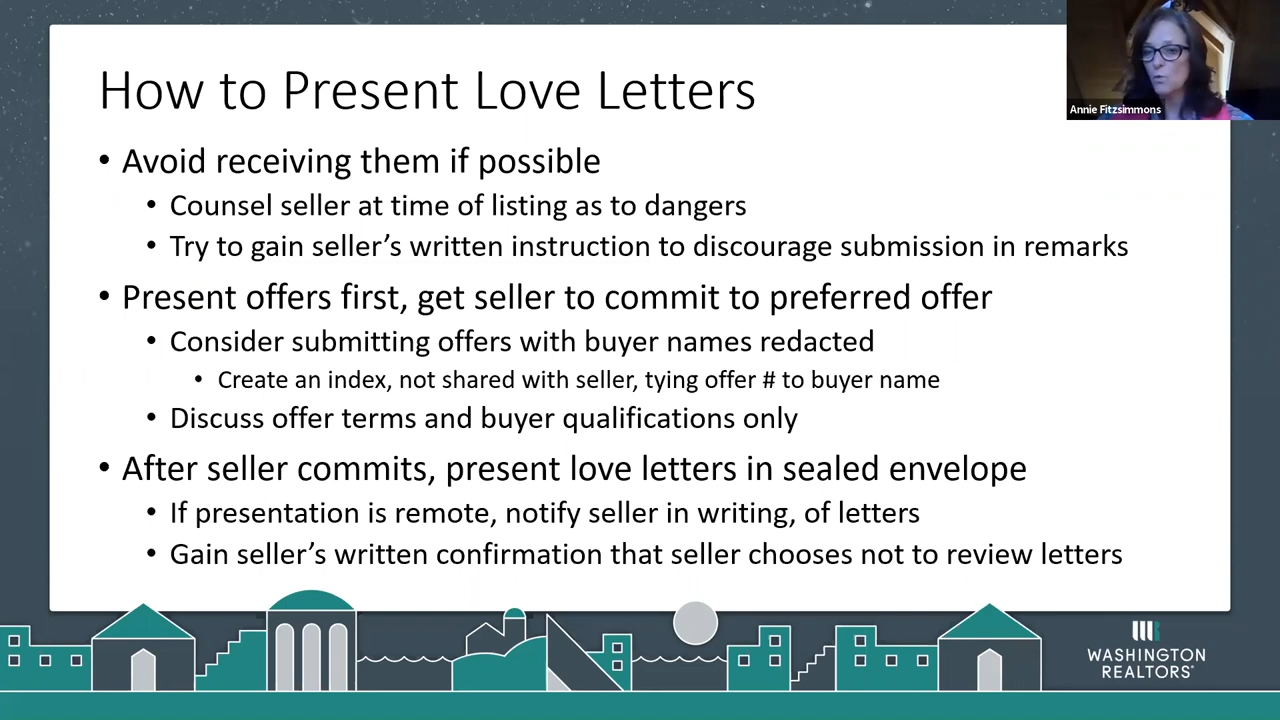 How to Present Love Letters
Annie Fitzsimmons
• Avoid receiving them if possible
• Counsel seller at time of listing as to dangers
• Try to gain seller's written instruction to discourage submission in remarks
• Present offers first, get seller to commit to preferred offer
• Consider submitting offers with buyer names redacted
• Create an index, not shared with seller, tying offer # to buyer name
• Discuss offer terms and buyer qualifications only
• After seller commits, present love letters in sealed envelope
• If presentation is remote, notify seller in writing, of letters
• Gain seller's written confirmation that seller chooses not to review letters
WASHINGTON
REALTORS®